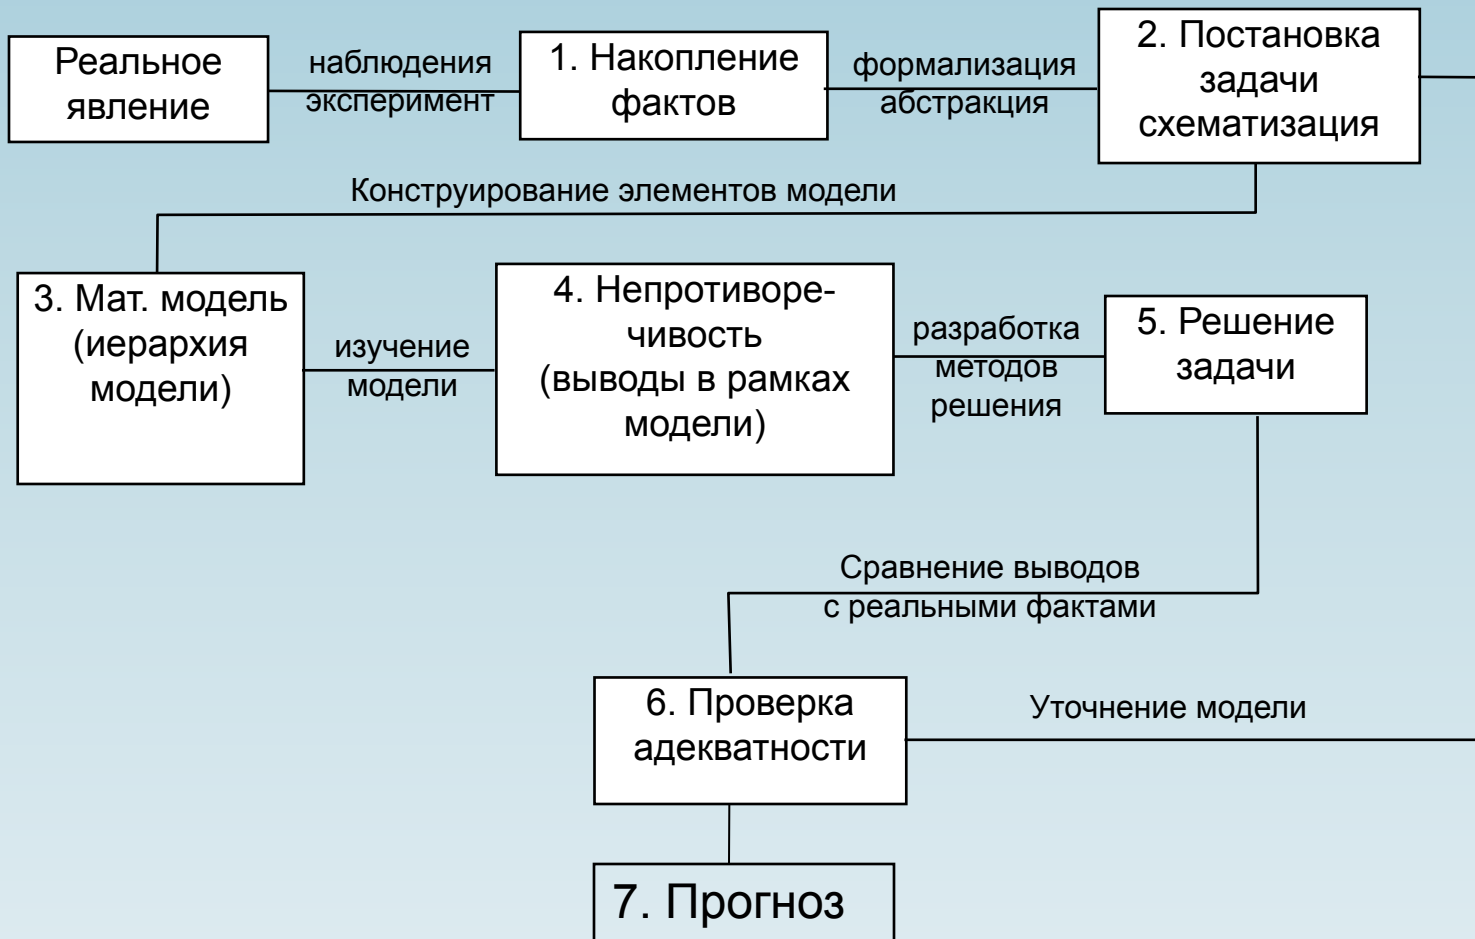 Реальное
явление
наблюдения
эксперимент
1. Накопление
фактов
формализация
абстракция
2. Постановка
задачи
схематизация
Конструирование элементов модели
3. Мат. модель
(иерархия
модели)
изучение
модели
4. Непротиворе-
чивость
(выводы в рамках
модели)
разработка
методов
решения
5. Решение
задачи
Сравнение выводов
с реальными фактами
6. Проверка
адекватности
Уточнение модели
7. Прогноз